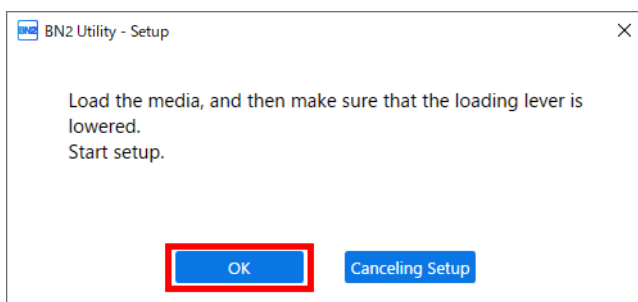 BN2 BN2 Utility - Setup
Load the media, and then make sure that the loading lever is
lowered.
Start setup.
OK
Canceling Setup